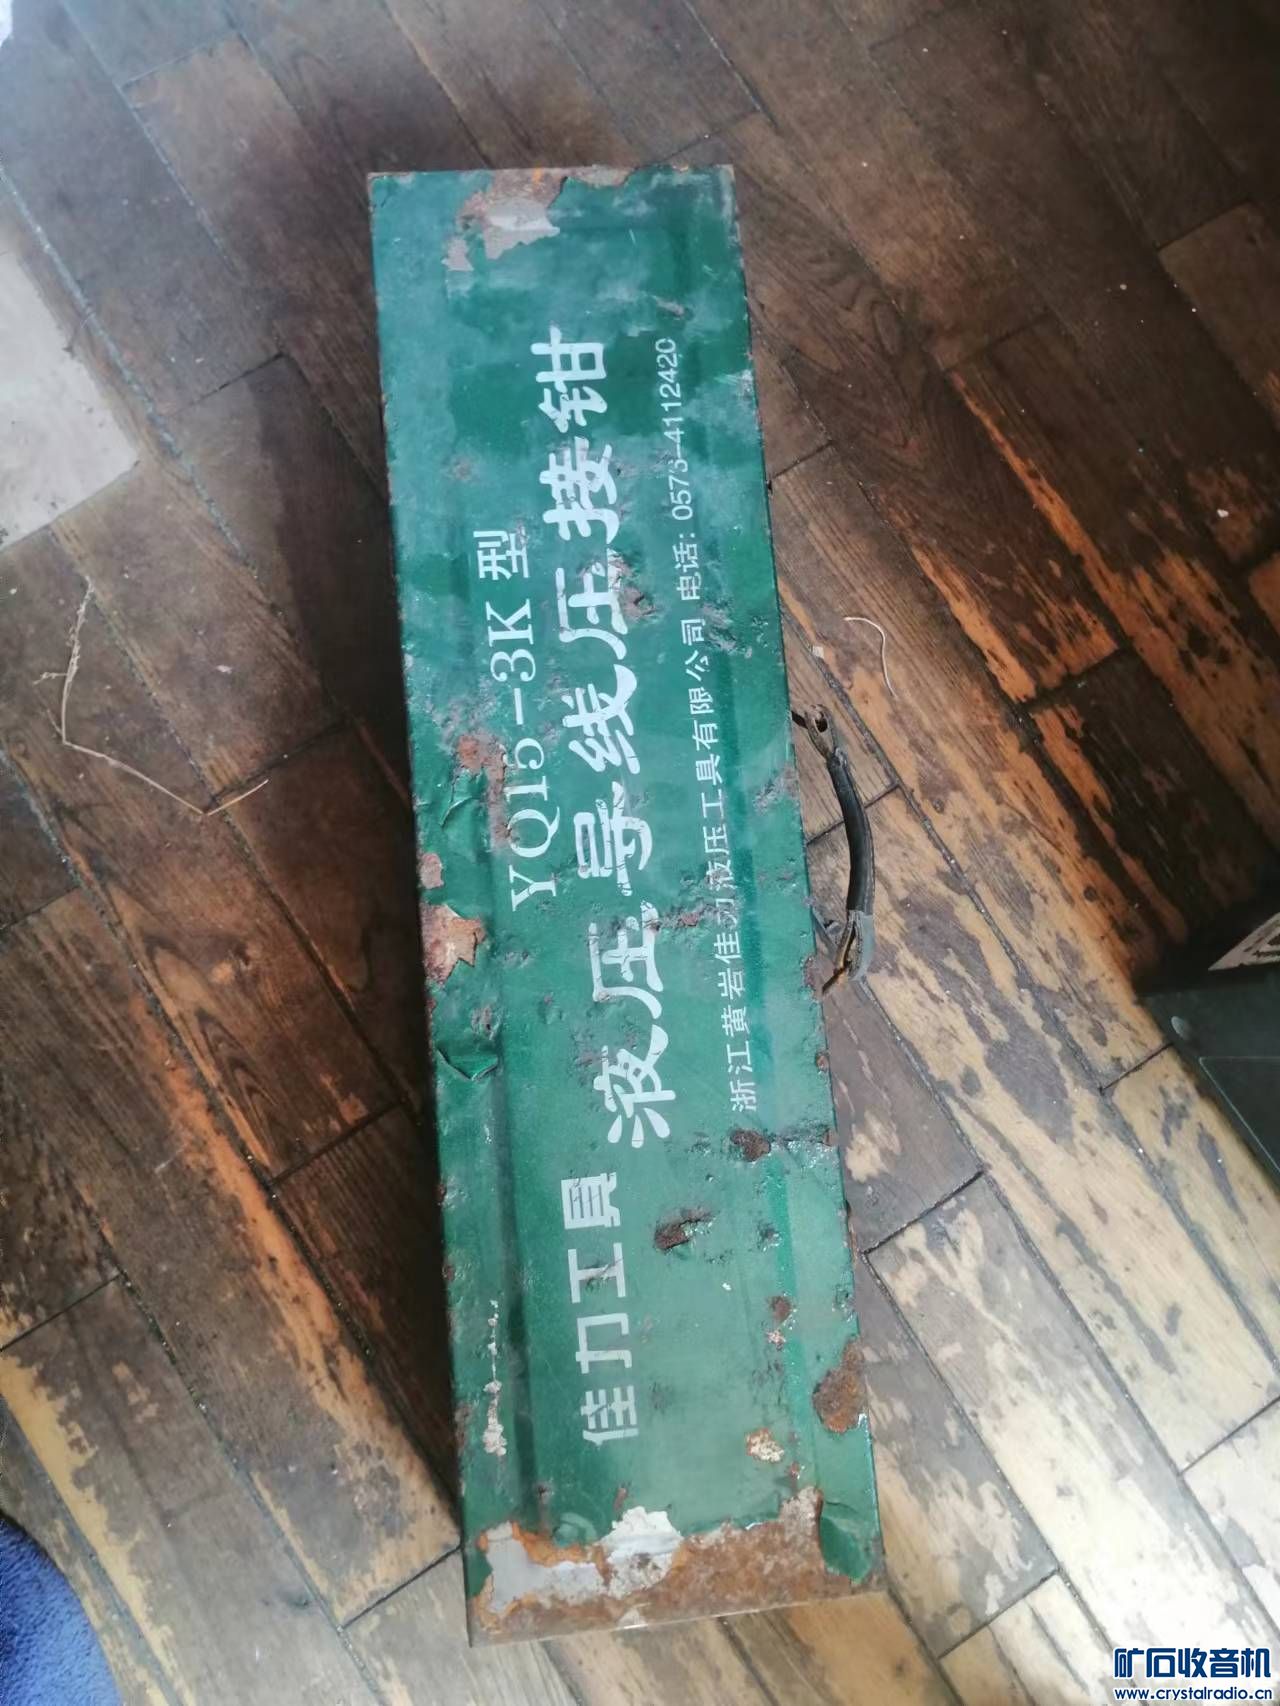 YQ15-3K型
佳力工具 液压导线压接钳
浙江黄岩佳力液压工具有限公司 电话: 0576-4112420
矿石收音机
www.crystalradio.cn